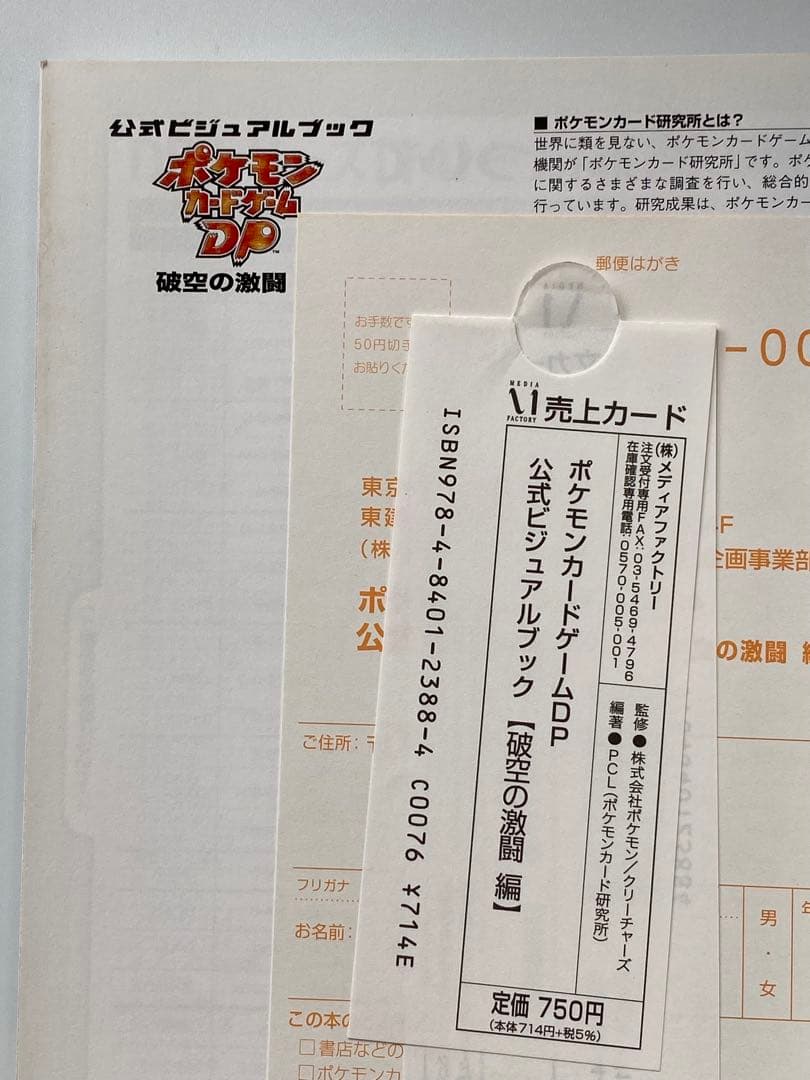 公式ビジュアルブック
ポケモン
カードゲーム
DP
破空の激闘
■ ポケモンカード研究所とは？
世界に類を見ない、ポケモンカードゲーム
機関が「ポケモンカード研究所」です。ポケ
に関するさまざまな調査を行い、総合的
行っています。研究成果は、ポケモンカー
郵便はがき
お手数です
50円切手
お貼りくだ
-00
東京
東建
(株
F
企画事業部
ポ
公
の激闘
ご住所：〒
フリガナ
お名前：
男・女
年
この本の
□書店などの
□ポケモンカ
MEDIA
FACTORY
売上カード
(株)メディアファクトリー
注文受付専用FAX:03-5469-4796
在庫確認専用電話:0570-005-001
監修●株式会社ポケモン/クリーチャーズ
編著●PCL(ポケモンカード研究所)
ポケモンカードゲームDP
公式ビジュアルブック【破空の激闘 編】
定価 750円
(本体714円+税5%)
ISBN978-4-8401-2388-4 C0076 ¥714E